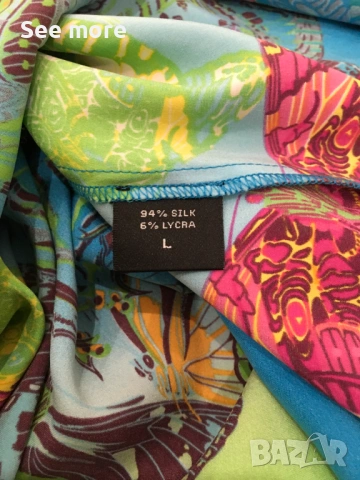 See more
94% SILK
6% LYCRA
L
BAZAR